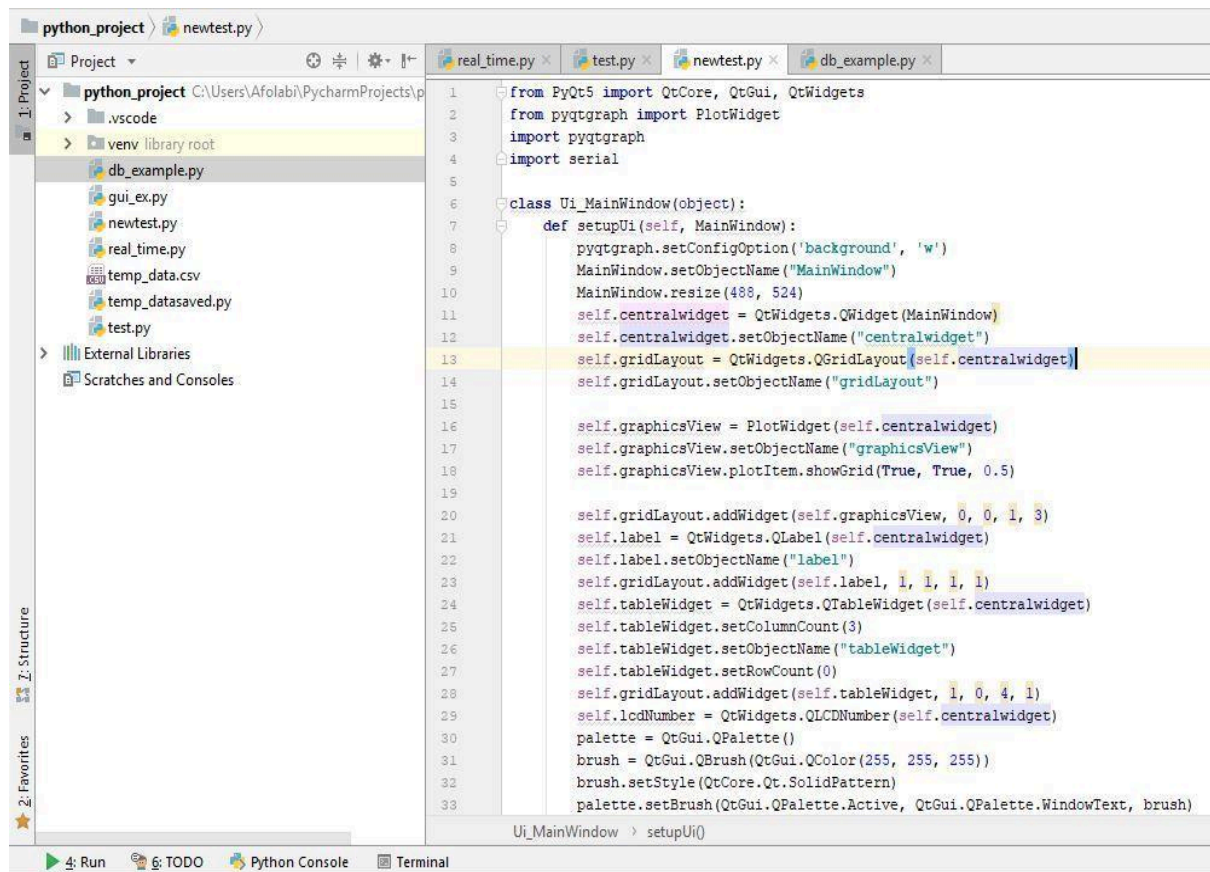 python_project newtest.py
1: Project
Project
real_time.py
test.py
newtest.py
db_example.py
python_project C:\Users\Afolabi\PycharmProjects\p
.vscode
venv library root
db_example.py
gui_ex.py
newtest.py
real_time.py
temp_data.csv
temp_datasaved.py
test.py
External Libraries
Scratches and Consoles
1 from PyQt5 import QtCore, QtGui, QtWidgets
2 from pyqtgraph import PlotWidget
3 import pyqtgraph
4 import serial
5
6 class Ui_MainWindow(object):
7 def setupUi(self, MainWindow):
8 pyqtgraph.setConfigOption('background', 'w')
9 MainWindow.setObjectName("MainWindow")
10 MainWindow.resize(488, 524)
11 self.centralwidget = QtWidgets.QWidget(MainWindow)
12 self.centralwidget.setObjectName("centralwidget")
13 self.gridLayout = QtWidgets.QGridLayout(self.centralwidget)
14 self.gridLayout.setObjectName("gridLayout")
15
16 self.graphicsView = PlotWidget(self.centralwidget)
17 self.graphicsView.setObjectName("graphicsView")
18 self.graphicsView.plotItem.showGrid(True, True, 0.5)
19
20 self.gridLayout.addWidget(self.graphicsView, 0, 0, 1, 3)
21 self.label = QtWidgets.QLabel(self.centralwidget)
22 self.label.setObjectName("label")
23 self.gridLayout.addWidget(self.label, 1, 1, 1, 1)
24 self.tableWidget = QtWidgets.QTableWidget(self.centralwidget)
25 self.tableWidget.setColumnCount(3)
26 self.tableWidget.setObjectName("tableWidget")
27 self.tableWidget.setRowCount(0)
28 self.gridLayout.addWidget(self.tableWidget, 1, 0, 4, 1)
29 self.lcdNumber = QtWidgets.QLCDNumber(self.centralwidget)
30 palette = QtGui.QPalette()
31 brush = QtGui.QBrush(QtGui.QColor(255, 255, 255))
32 brush.setStyle(QtCore.Qt.SolidPattern)
33 palette.setBrush(QtGui.QPalette.Active, QtGui.QPalette.WindowText, brush)
Ui_MainWindow setupUi()
Z: Structure
2: Favorites
4: Run
6: TODO
Python Console
Terminal